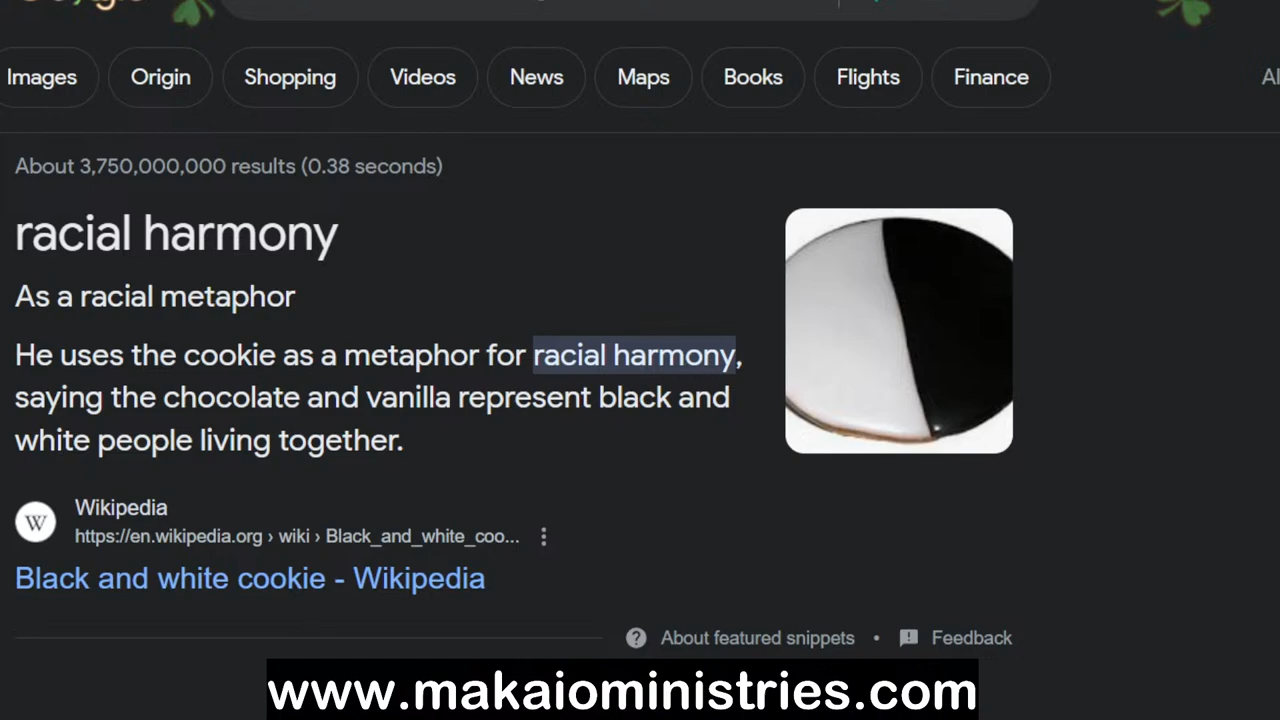 Images Origin Shopping Videos News Maps Books Flights Finance
About 3,750,000,000 results (0.38 seconds)
racial harmony
As a racial metaphor
He uses the cookie as a metaphor for racial harmony,
saying the chocolate and vanilla represent black and
white people living together.
W
Wikipedia
https://en.wikipedia.org › wiki › Black_and_white_coo...
Black and white cookie - Wikipedia
About featured snippets • Feedback
www.makaiominístries.com